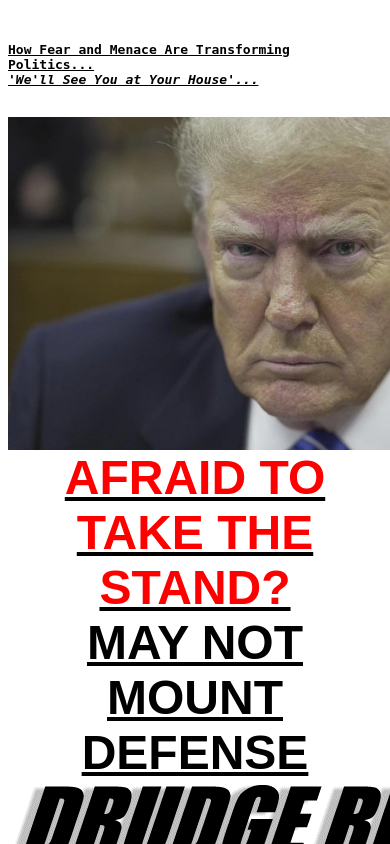 How Fear and Menace Are Transforming
Politics...
'We'll See You at Your House'...
AFRAID TO
TAKE THE
STAND?
MAY NOT
MOUNT
DEFENSE
DRUDGE RE